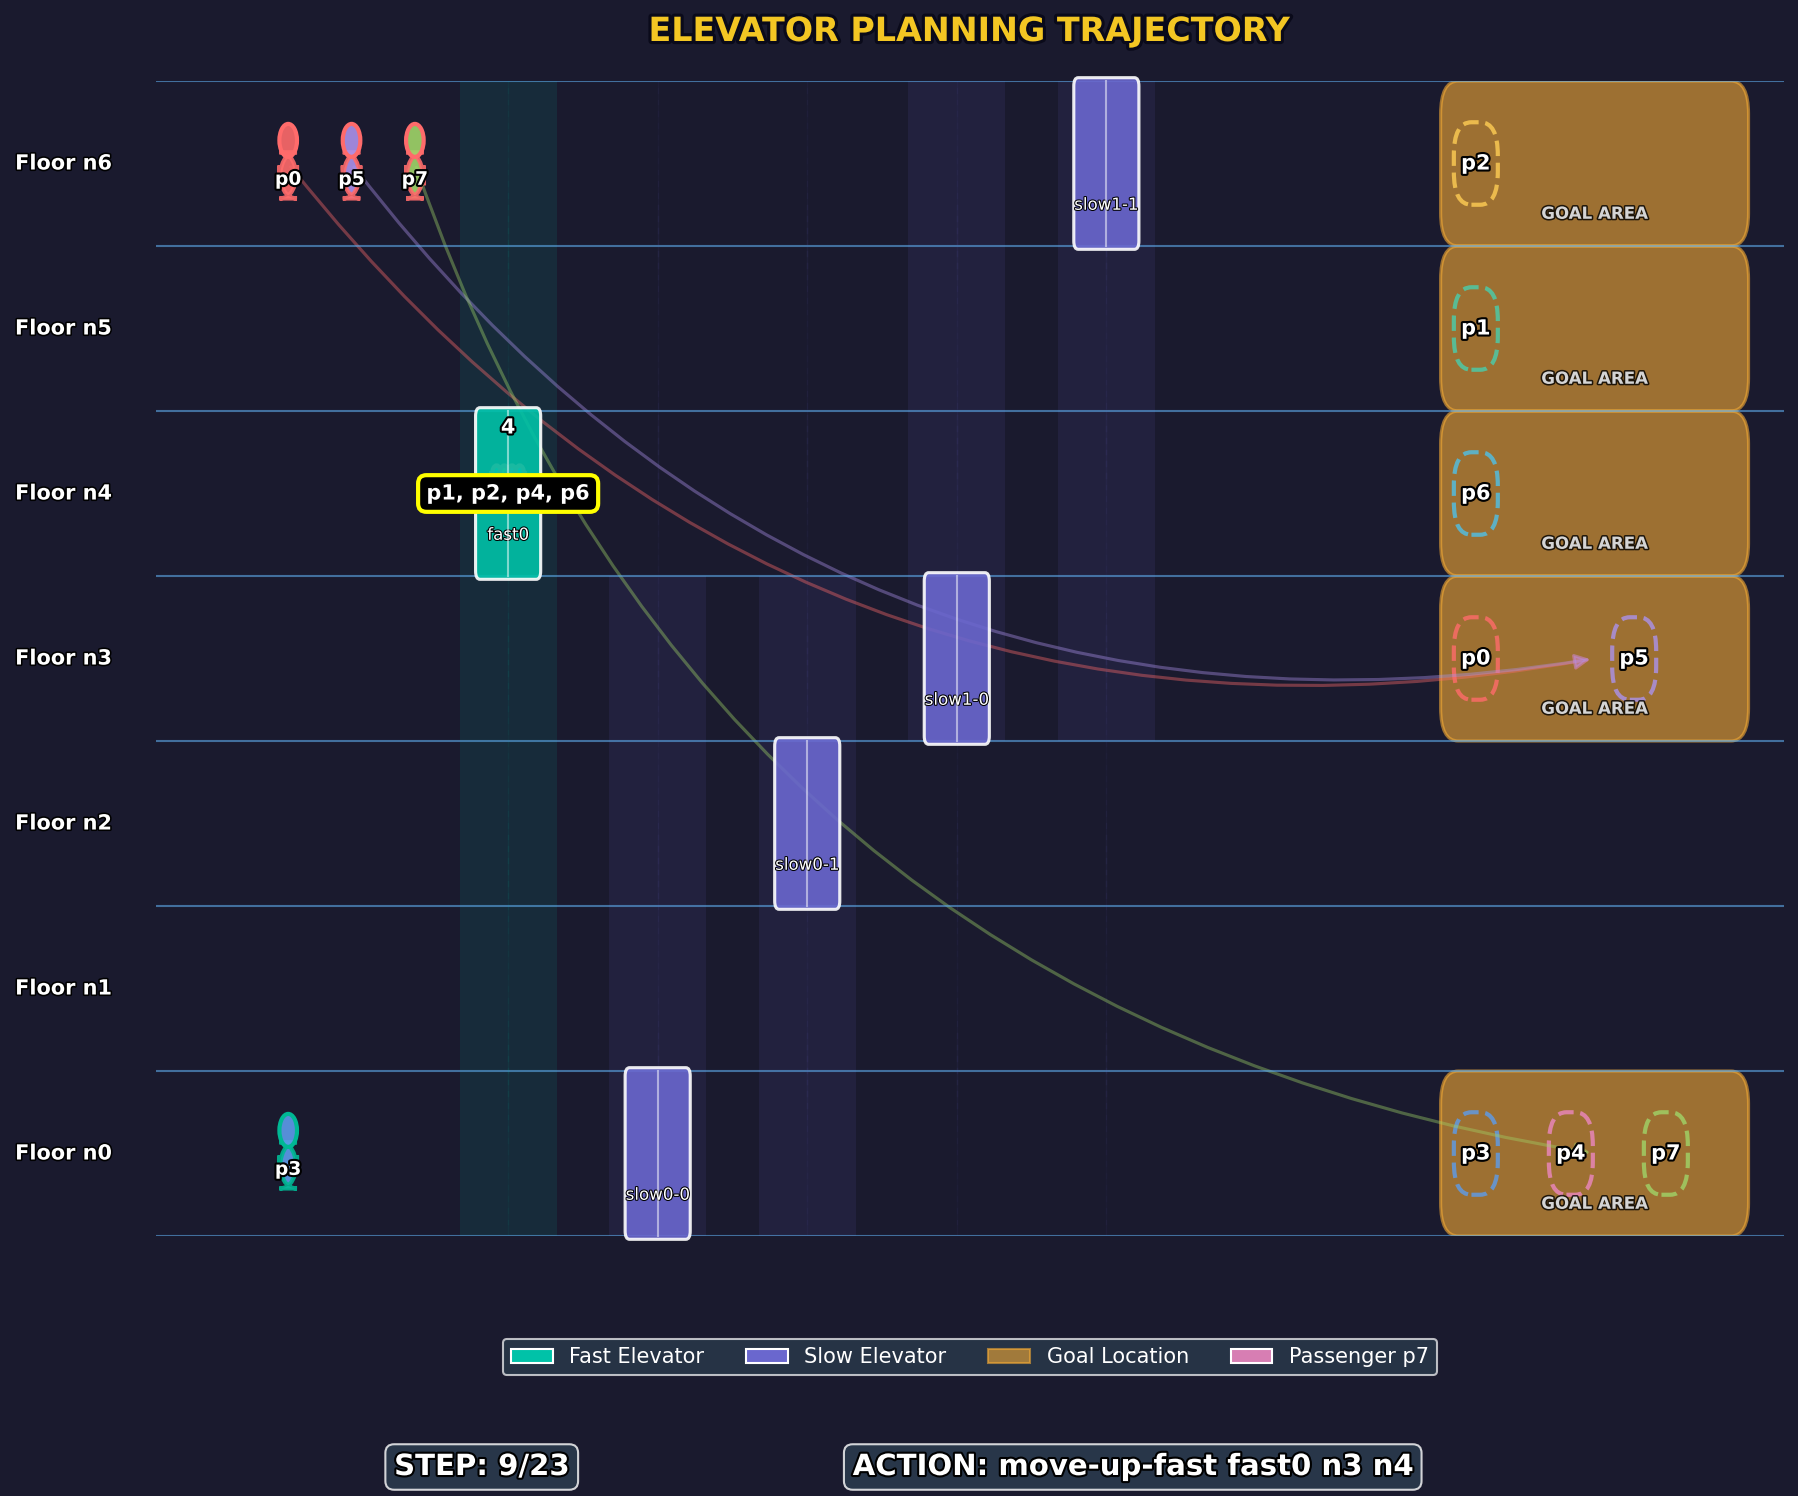 ELEVATOR PLANNING TRAJECTORY
Floor n6
p0 p5 p7
slow1-1
p2
GOAL AREA
Floor n5
p1
GOAL AREA
Floor n4
4
p1, p2, p4, p6
fast0
p6
GOAL AREA
Floor n3
slow1-0
p0 p5
GOAL AREA
Floor n2
slow0-1
Floor n1
Floor n0
p3
slow0-0
p3 p4 p7
GOAL AREA
Fast Elevator Slow Elevator Goal Location Passenger p7
STEP: 9/23
ACTION: move-up-fast fast0 n3 n4